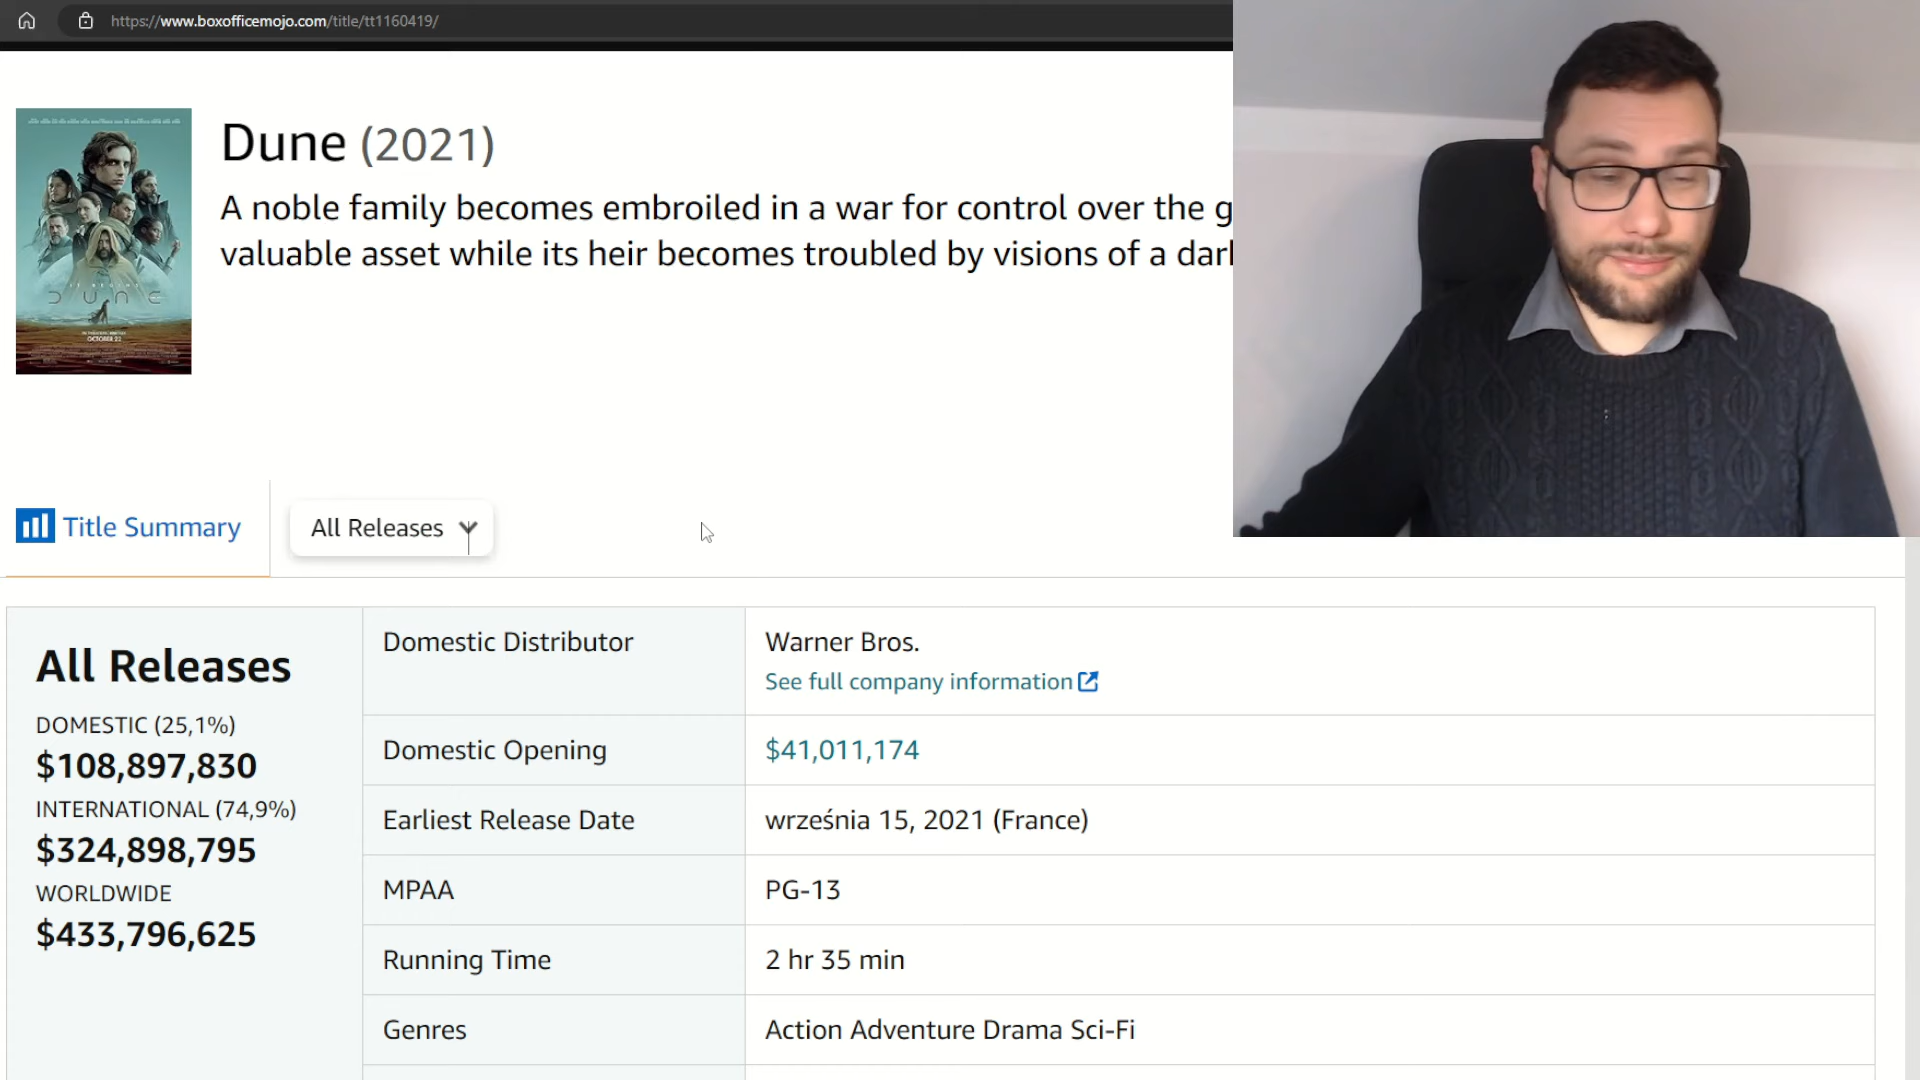 https://www.boxofficemojo.com/title/tt1160419/
Dune (2021)
A noble family becomes embroiled in a war for control over the g
valuable asset while its heir becomes troubled by visions of a dar
DUNE
OCTOBER 22
Title Summary
All Releases
All Releases
DOMESTIC (25,1%)
$108,897,830
INTERNATIONAL (74,9%)
$324,898,795
WORLDWIDE
$433,796,625
Domestic Distributor
Warner Bros.
See full company information
Domestic Opening
$41,011,174
Earliest Release Date
września 15, 2021 (France)
MPAA
PG-13
Running Time
2 hr 35 min
Genres
Action Adventure Drama Sci-Fi